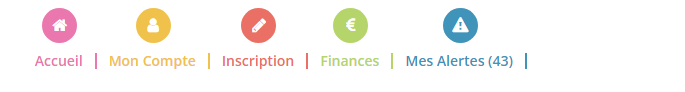 Accueil | Mon Compte | Inscription | Finances | Mes Alertes (43) |